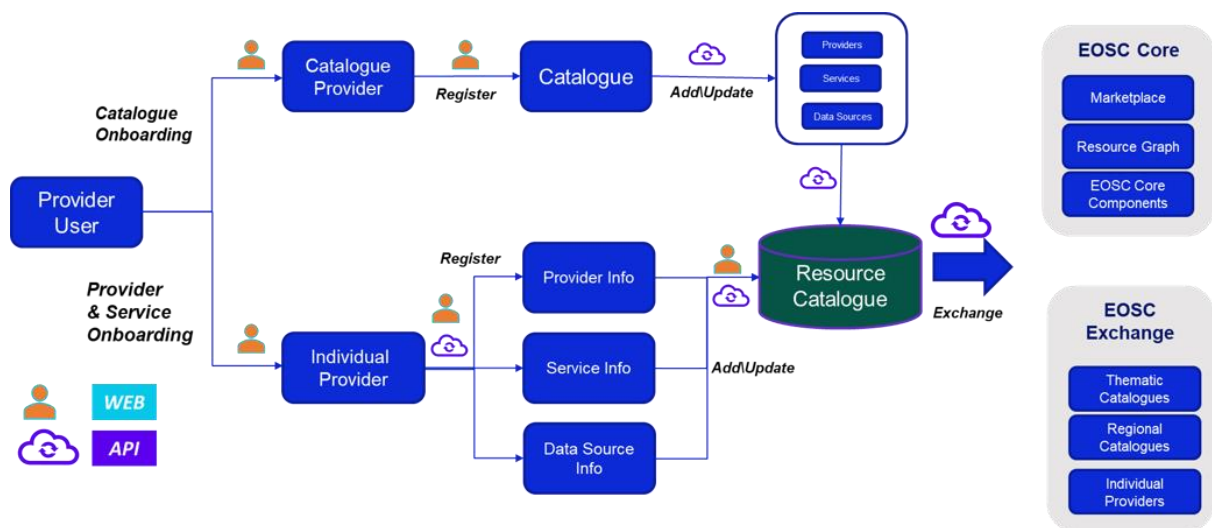 Catalogue
Provider
Register
Catalogue
Add\Update
Providers
Services
Data Sources
EOSC Core
Marketplace
Resource Graph
EOSC Core
Components
Catalogue
Onboarding
Provider
User
Provider
& Service
Onboarding
Individual
Provider
Register
Provider Info
Service Info
Data Source
Info
Add\Update
Resource
Catalogue
Exchange
EOSC
Exchange
Thematic
Catalogues
Regional
Catalogues
Individual
Providers
WEB
API